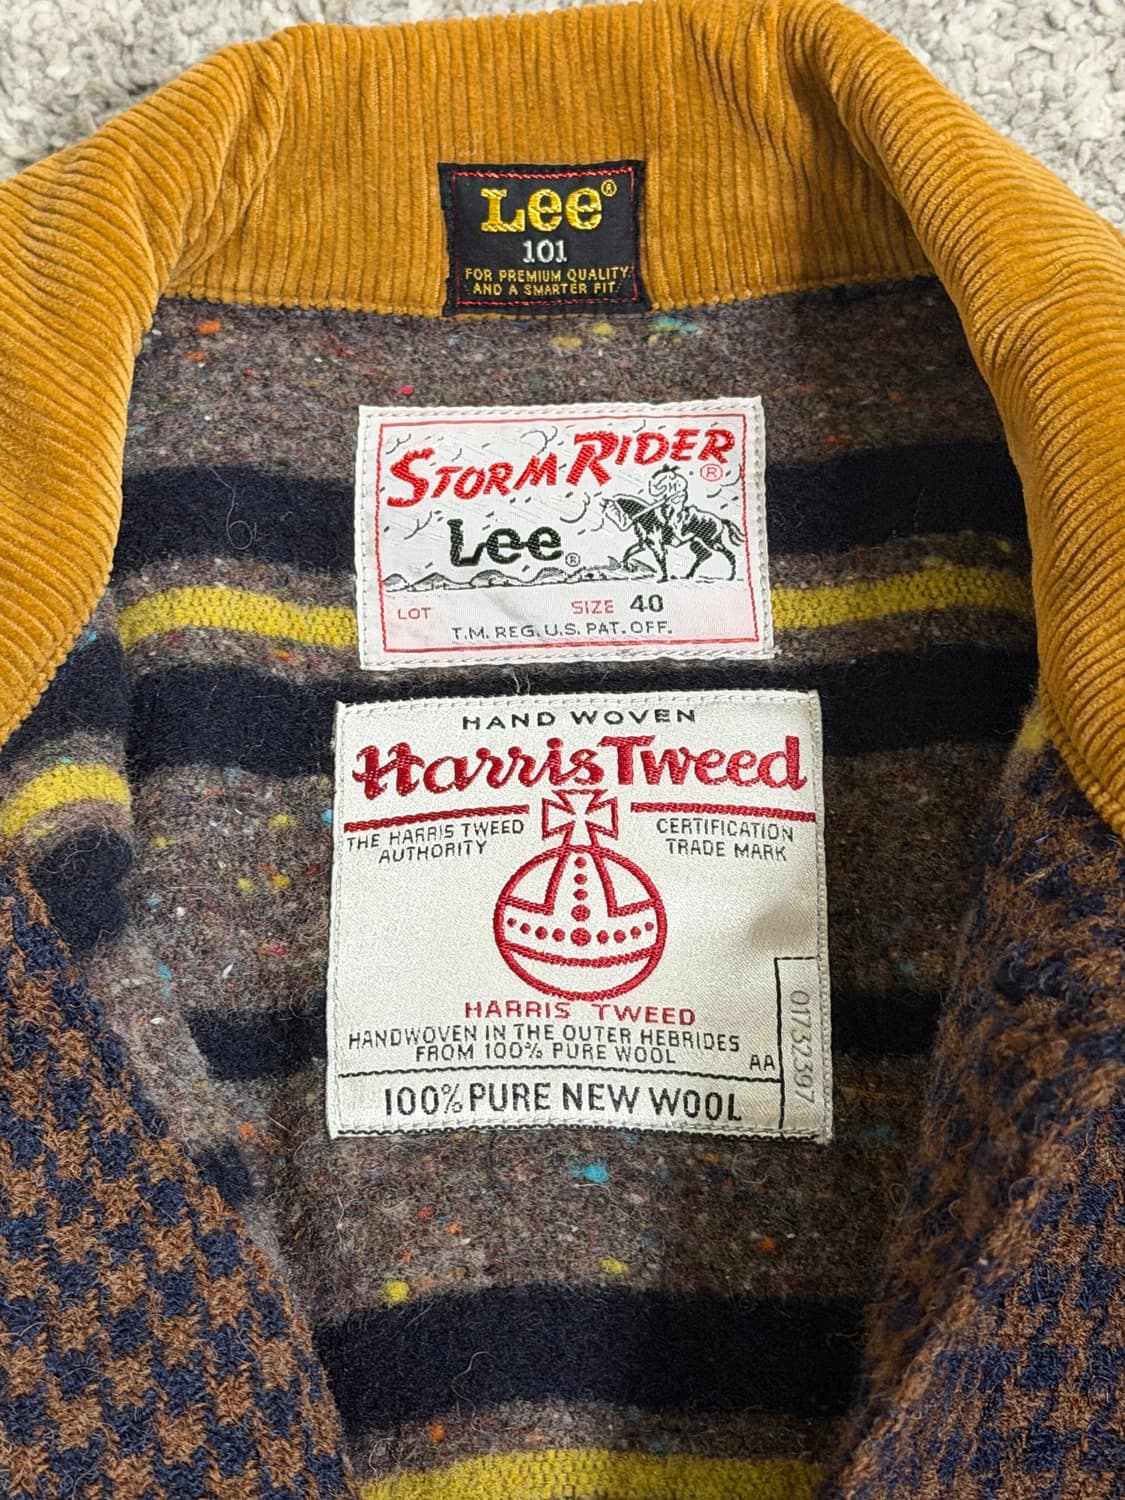 Lee®
101
FOR PREMIUM QUALITY
AND A SMARTER FIT
STORM RIDER
®
Lee®
LOT SIZE 40
T.M. REG. U.S. PAT. OFF.
HAND WOVEN
Harris Tweed
THE HARRIS TWEED
AUTHORITY
CERTIFICATION
TRADE MARK
HARRIS TWEED
HANDWOVEN IN THE OUTER HEBRIDES
FROM 100% PURE WOOL
AA
01732397
100% PURE NEW WOOL